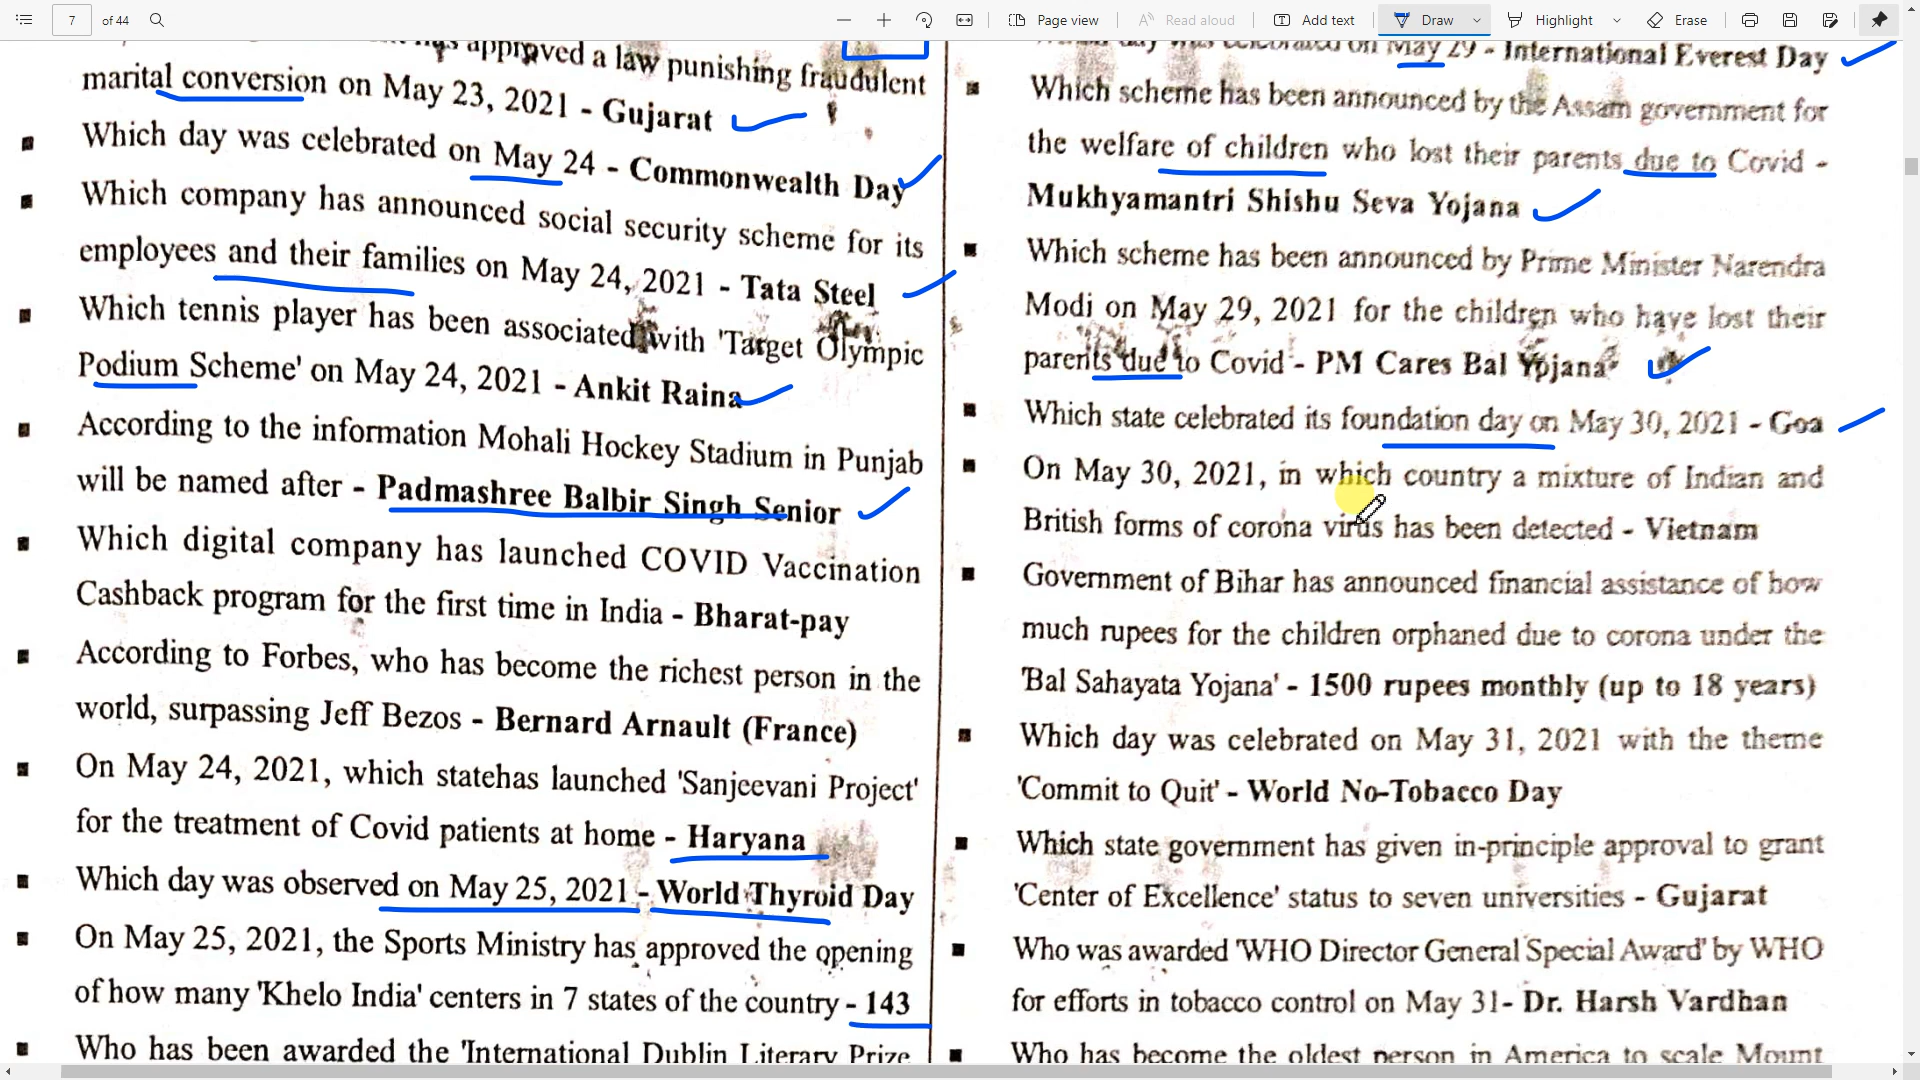 7 of 44
Page view
Read aloud
Add text
Draw
Highlight
Erase
approved a law punishing fraudulent
marital conversion on May 23, 2021 - Gujarat
Which day was celebrated on May 24 - Commonwealth Day
Which company has announced social security scheme for its
employees and their families on May 24, 2021 - Tata Steel
Which tennis player has been associated with 'Target Olympic
Podium Scheme' on May 24, 2021 - Ankit Raina
According to the information Mohali Hockey Stadium in Punjab
will be named after - Padmashree Balbir Singh Senior
Which digital company has launched COVID Vaccination
Cashback program for the first time in India - Bharat-pay
According to Forbes, who has become the richest person in the
world, surpassing Jeff Bezos - Bernard Arnault (France)
On May 24, 2021, which statehas launched 'Sanjeevani Project'
for the treatment of Covid patients at home - Haryana
Which day was observed on May 25, 2021 - World Thyroid Day
On May 25, 2021, the Sports Ministry has approved the opening
of how many 'Khelo India' centers in 7 states of the country - 143
Who has been awarded the 'International Dublin Literary Prize
day was celebrated on May 29 - International Everest Day
Which scheme has been announced by the Assam government for
the welfare of children who lost their parents due to Covid -
Mukhyamantri Shishu Seva Yojana
Which scheme has been announced by Prime Minister Narendra
Modi on May 29, 2021 for the children who have lost their
parents due to Covid - PM Cares Bal Yojana
Which state celebrated its foundation day on May 30, 2021 - Goa
On May 30, 2021, in which country a mixture of Indian and
British forms of corona virus has been detected - Vietnam
Government of Bihar has announced financial assistance of how
much rupees for the children orphaned due to corona under the
'Bal Sahayata Yojana' - 1500 rupees monthly (up to 18 years)
Which day was celebrated on May 31, 2021 with the theme
'Commit to Quit' - World No-Tobacco Day
Which state government has given in-principle approval to grant
'Center of Excellence' status to seven universities - Gujarat
Who was awarded 'WHO Director General Special Award' by WHO
for efforts in tobacco control on May 31- Dr. Harsh Vardhan
Who has become the oldest person in America to scale Mount